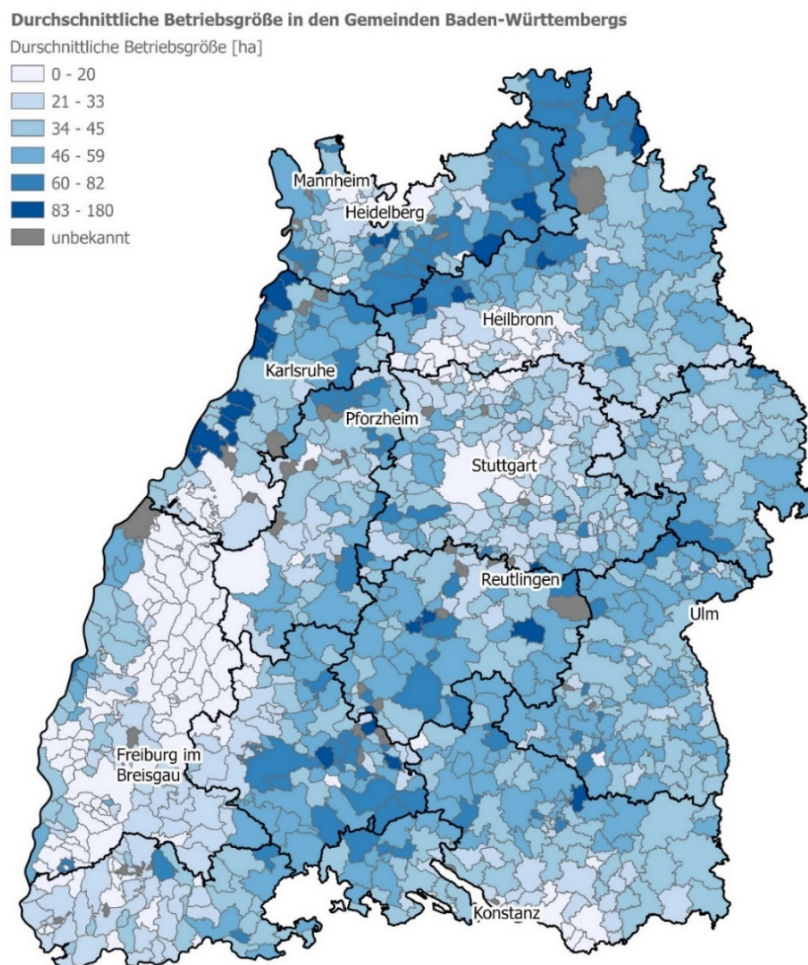 Durchschnittliche Betriebsgröße in den Gemeinden Baden-Württembergs
Durschnittliche Betriebsgröße [ha]
0 - 20
21 - 33
34 - 45
46 - 59
60 - 82
83 - 180
unbekannt
Mannheim
Heidelberg
Heilbronn
Karlsruhe
Pforzheim
Stuttgart
Reutlingen
Ulm
Freiburg im
Breisgau
Konstanz